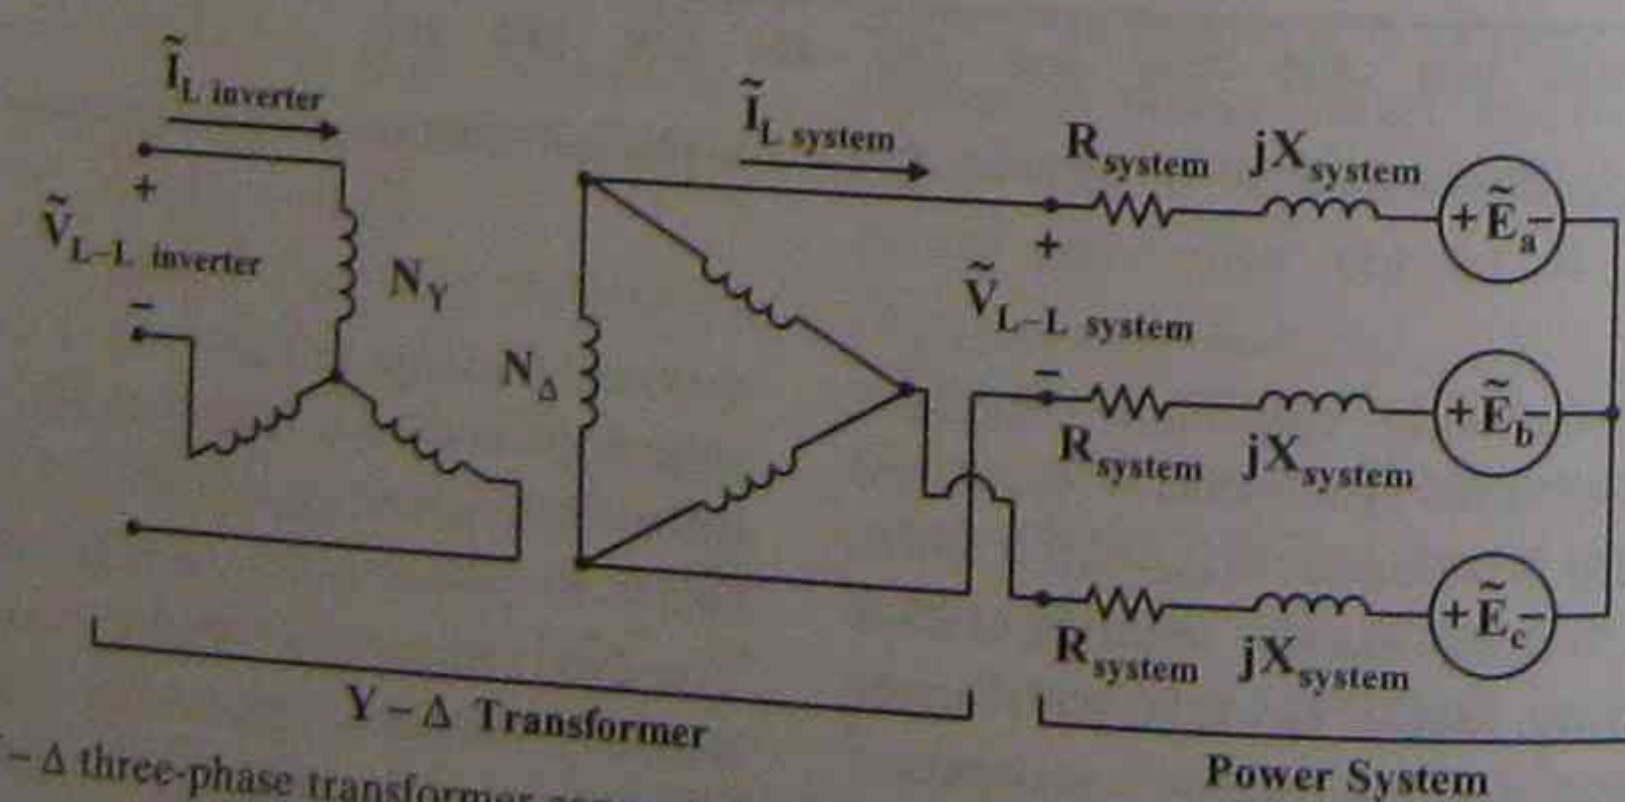 Ĩ_L inverter
Ĩ_L system
R_system jX_system
+ Ẽ_a −
+
Ṽ_L−L inverter
−
N_Y
N_Δ
+
Ṽ_L−L system
−
R_system jX_system
+ Ẽ_b −
R_system jX_system
+ Ẽ_c −
Y − Δ Transformer
Power System
− Δ three-phase transformer